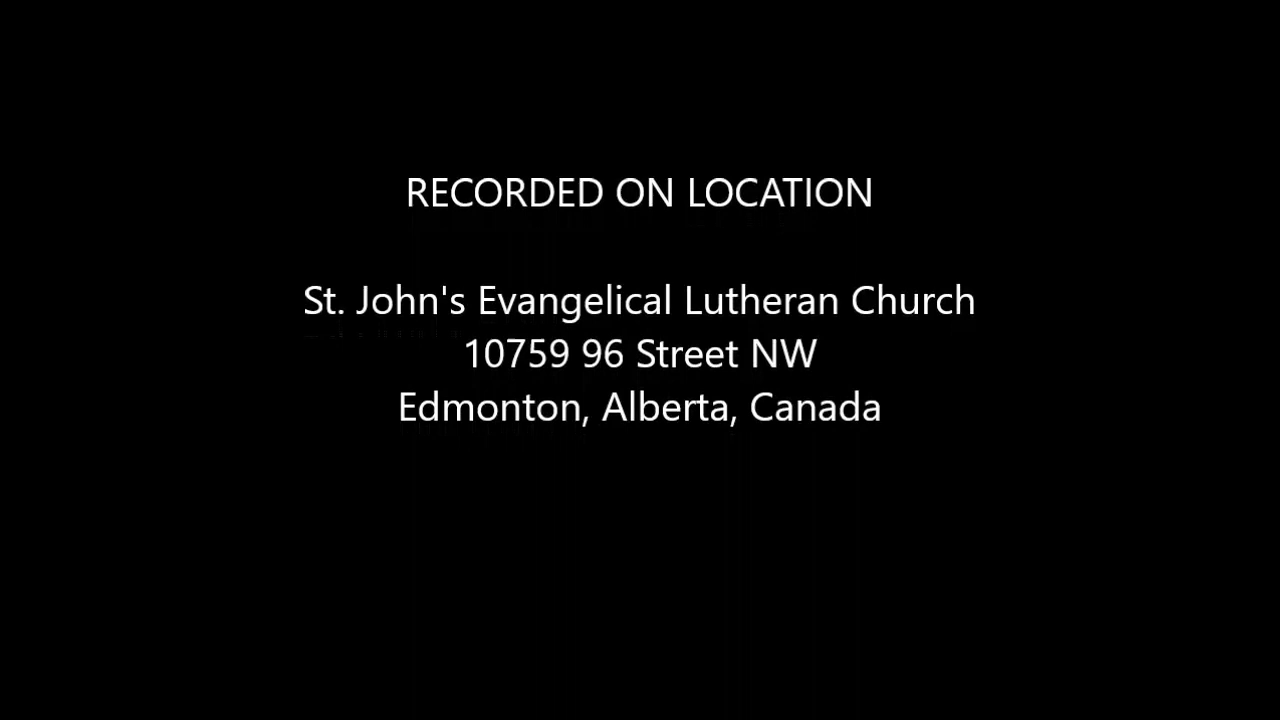 RECORDED ON LOCATION
St. John's Evangelical Lutheran Church
10759 96 Street NW
Edmonton, Alberta, Canada